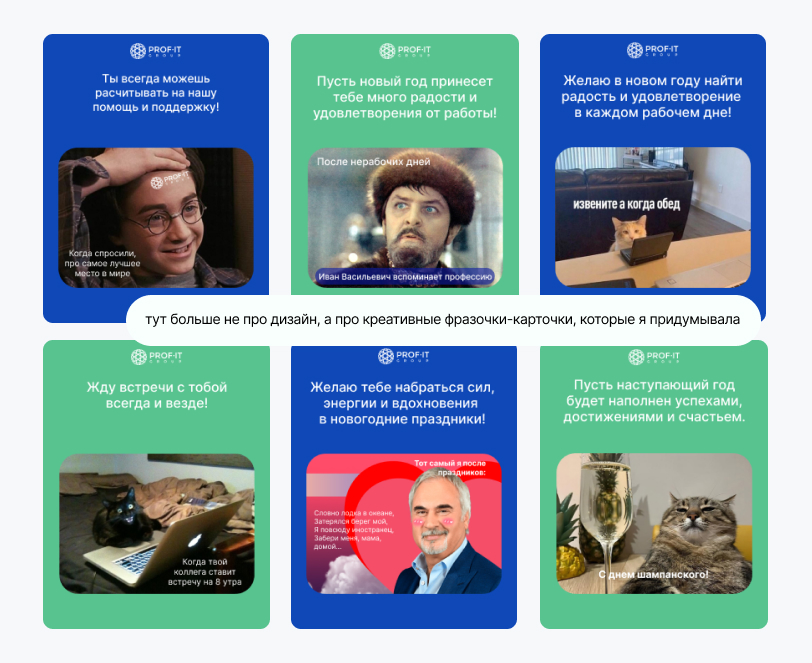 PROF-IT
GROUP
Ты всегда можешь
расчитывать на нашу
помощь и поддержку!
PROF-IT
GROUP
Когда спросили,
про самое лучшее
место в мире
PROF-IT
GROUP
Пусть новый год принесет
тебе много радости и
удовлетворения от работы!
После нерабочих дней
Иван Васильевич вспоминает профессию
PROF-IT
GROUP
Желаю в новом году найти
радость и удовлетворение
в каждом рабочем дне!
извените а когда обед
тут больше не про дизайн, а про креативные фразочки-карточки, которые я придумывала
PROF-IT
GROUP
Жду встречи с тобой
всегда и везде!
Когда твой
коллега ставит
встречу на 8 утра
PROF-IT
GROUP
Желаю тебе набраться сил,
энергии и вдохновения
в новогодние праздники!
Тот самый я после
праздников:
Словно лодка в океане,
Затерялся берег мой,
Я повсюду иностранец,
Забери меня, мама,
домой...
PROF-IT
GROUP
Пусть наступающий год
будет наполнен успехами,
достижениями и счастьем.
С днем шампанского!